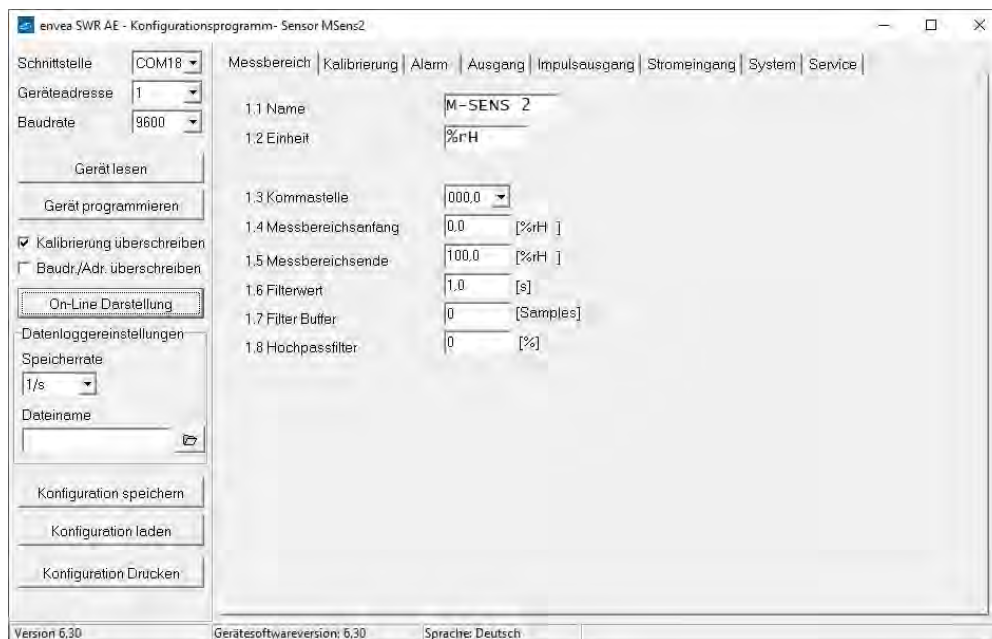 envea SWR AE - Konfigurationsprogramm- Sensor MSens2
Schnittstelle COM18
Geräteadresse 1
Baudrate 9600
Gerät lesen
Gerät programmieren
Kalibrierung überschreiben
Baudr./Adr. überschreiben
On-Line Darstellung
Datenloggereinstellungen
Speicherrate
1/s
Dateiname
Konfiguration speichern
Konfiguration laden
Konfiguration Drucken
Messbereich Kalibrierung Alarm Ausgang Impulsausgang Stromeingang System Service
1.1 Name M-SENS 2
1.2 Einheit %rH
1.3 Kommastelle 000,0
1.4 Messbereichsanfang 0.0 [%rH ]
1.5 Messbereichsende 100.0 [%rH ]
1.6 Filterwert 1.0 [s]
1.7 Filter Buffer 0 [Samples]
1.8 Hochpassfilter 0 [%]
Version 6,30 Gerätesoftwareversion: 6,30 Sprache: Deutsch